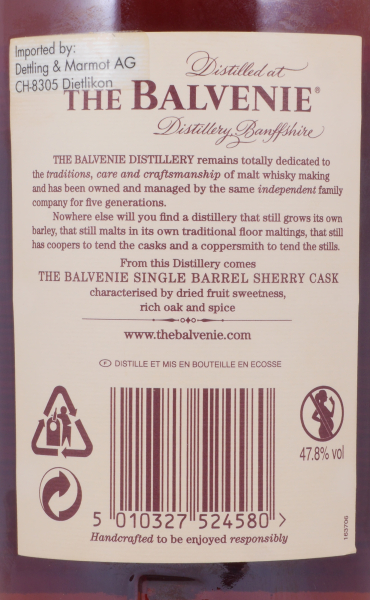 Imported by:
Dettling & Marmot AG
CH-8305 Dietlikon
Distilled at
THE BALVENIE®
Distillery Banffshire
THE BALVENIE DISTILLERY remains totally dedicated to
the traditions, care and craftsmanship of malt whisky making
and has been owned and managed by the same independent family
company for five generations.
Nowhere else will you find a distillery that still grows its own
barley, that still malts in its own traditional floor maltings, that still
has coopers to tend the casks and a coppersmith to tend the stills.
From this Distillery comes
THE BALVENIE SINGLE BARREL SHERRY CASK
characterised by dried fruit sweetness,
rich oak and spice
www.thebalvenie.com
DISTILLE ET MIS EN BOUTEILLE EN ECOSSE
47.8% vol
5 010327 524580 >
Handcrafted to be enjoyed responsibly
163706